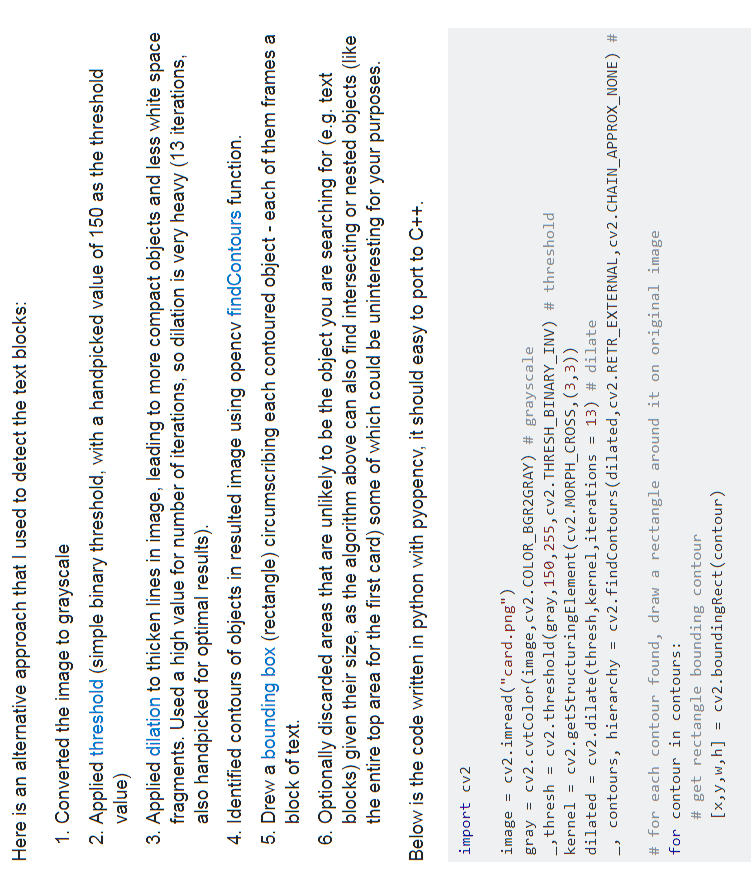 Here is an alternative approach that I used to detect the text blocks:
1. Converted the image to grayscale
2. Applied threshold (simple binary threshold, with a handpicked value of 150 as the threshold
value)
3. Applied dilation to thicken lines in image, leading to more compact objects and less white space
fragments. Used a high value for number of iterations, so dilation is very heavy (13 iterations,
also handpicked for optimal results).
4. Identified contours of objects in resulted image using opencv findContours function.
5. Drew a bounding box (rectangle) circumscribing each contoured object - each of them frames a
block of text.
6. Optionally discarded areas that are unlikely to be the object you are searching for (e.g. text
blocks) given their size, as the algorithm above can also find intersecting or nested objects (like
the entire top area for the first card) some of which could be uninteresting for your purposes.
Below is the code written in python with pyopencv, it should easy to port to C++.
import cv2
image = cv2.imread("card.png")
gray = cv2.cvtColor(image,cv2.COLOR_BGR2GRAY) # grayscale
_,thresh = cv2.threshold(gray,150,255,cv2.THRESH_BINARY_INV) # threshold
kernel = cv2.getStructuringElement(cv2.MORPH_CROSS,(3,3))
dilated = cv2.dilate(thresh,kernel,iterations = 13) # dilate
_, contours, hierarchy = cv2.findContours(dilated,cv2.RETR_EXTERNAL,cv2.CHAIN_APPROX_NONE) #
# for each contour found, draw a rectangle around it on original image
for contour in contours:
# get rectangle bounding contour
[x,y,w,h] = cv2.boundingRect(contour)